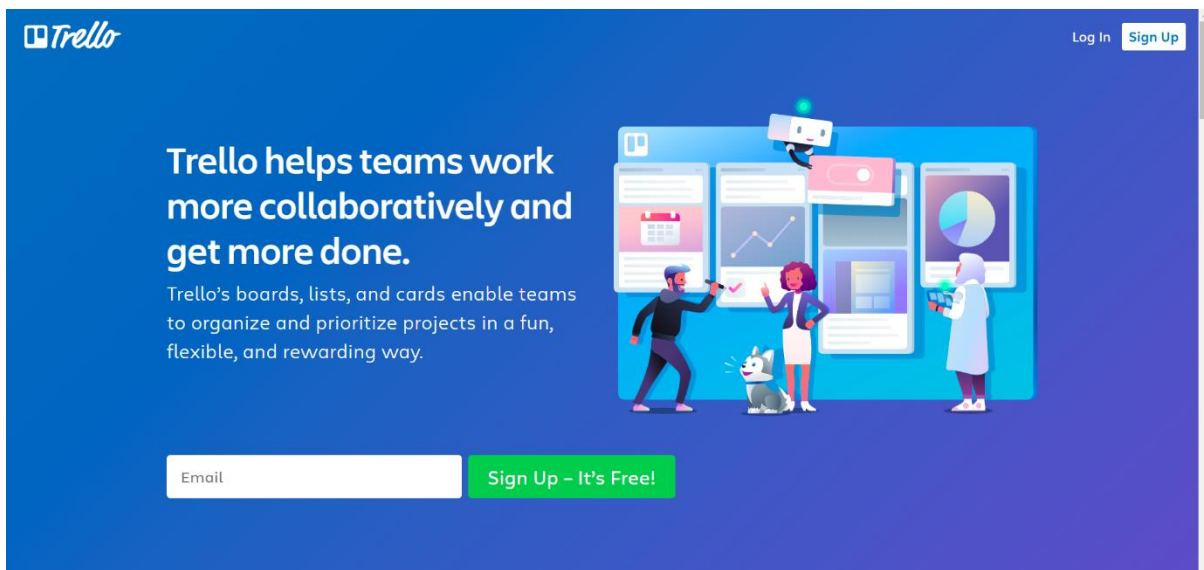 Trello
Log In
Sign Up
Trello helps teams work
more collaboratively and
get more done.
Trello’s boards, lists, and cards enable teams
to organize and prioritize projects in a fun,
flexible, and rewarding way.
Email
Sign Up – It’s Free!